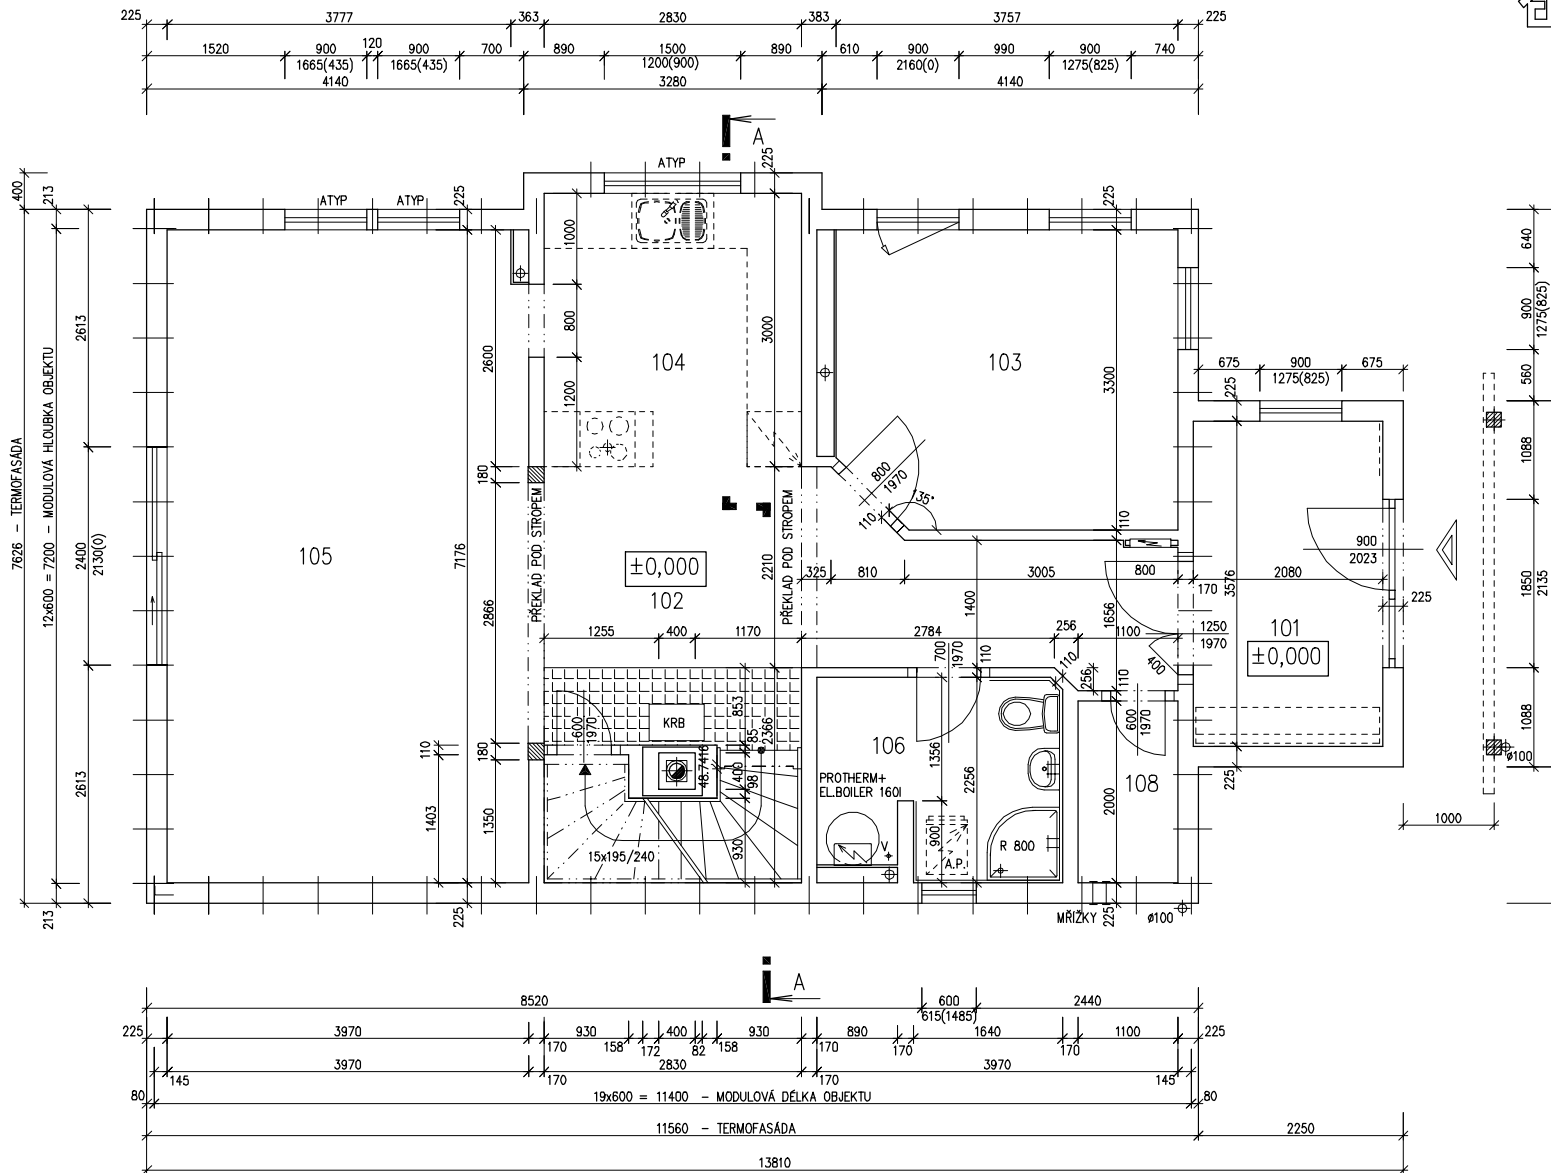 225 3777 363 2830 383 3757 225
1520 900 120 900 700 890 1500 890 610 900 990 900 740
1665(435) 1665(435) 1200(900) 2160(0) 1275(825)
4140 3280 4140
A
ATYP
225
400
213
ATYP ATYP
225
225
640
900
1275(825)
560
1088
1850
2135
1088
7626 - TERMOFASÁDA
12x600 = 7200 - MODULOVÁ HLOUBKA OBJEKTU
2613
2400
2130(0)
2613
213
105
7176
2600
180
2866
180
1350
110
1403
225
1000
800
1200
104
3000
103
3300
675 900 675
1275(825)
225
800
1970
135°
110
110
PŘEKLAD POD STROPEM
PŘEKLAD POD STROPEM
±0,000
102
2210
325 810 3005 800
170
2080
3576
900
2023
225
1400
1656
1255 400 1170 2784 256 1100
1250
1970
101
±0,000
400
700
1970
110
110
256
110
600
1970
KRB
853
85
2366
48.7416
400
98
930
600
1970
15x195/240
106
PROTHERM+
EL.BOILER 160l
1356
2256
900
V
A.P.
R 800
108
2000
225
ø100
1000
225
MŘÍŽKY
ø100
A
8520 600 2440
615(1485)
225 3970 930 400 930 890 1640 1100 225
170 158 172 82 158 170 170 170
3970 2830 3970
145 170 170 145
80 19x600 = 11400 - MODULOVÁ DÉLKA OBJEKTU 80
11560 - TERMOFASÁDA 2250
13810